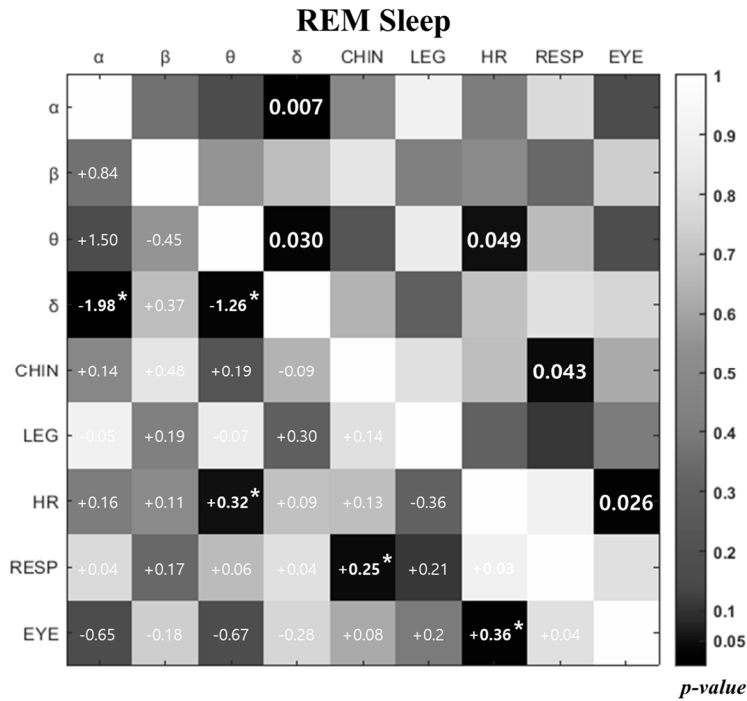 REM Sleep
α β θ δ CHIN LEG HR RESP EYE
α 0.007
β +0.84
θ +1.50 -0.45 0.030 0.049
δ -1.98* +0.37 -1.26*
CHIN +0.14 +0.48 +0.19 -0.09 0.043
LEG -0.05 +0.19 -0.07 +0.30 +0.14
HR +0.16 +0.11 +0.32* +0.09 +0.13 -0.36 0.026
RESP +0.04 +0.17 +0.06 +0.04 +0.25* +0.21 +0.03
EYE -0.65 -0.18 -0.67 -0.28 +0.08 +0.2 +0.36* +0.04
1
0.9
0.8
0.7
0.6
0.5
0.4
0.3
0.2
0.1
0.05
p-value